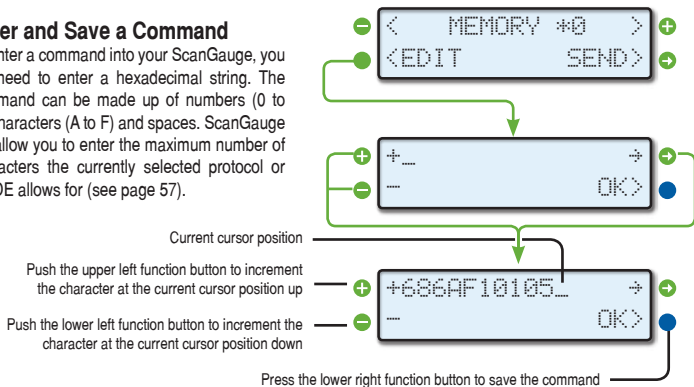 er and Save a Command
nter a command into your ScanGauge, you
need to enter a hexadecimal string. The
mand can be made up of numbers (0 to
haracters (A to F) and spaces. ScanGauge
allow you to enter the maximum number of
acters the currently selected protocol or
DE allows for (see page 57).
< MEMORY *0 >
<EDIT SEND>
+_ →
− OK>
Current cursor position
Push the upper left function button to increment
the character at the current cursor position up
+686AF10105_ →
− OK>
Push the lower left function button to increment the
character at the current cursor position down
Press the lower right function button to save the command